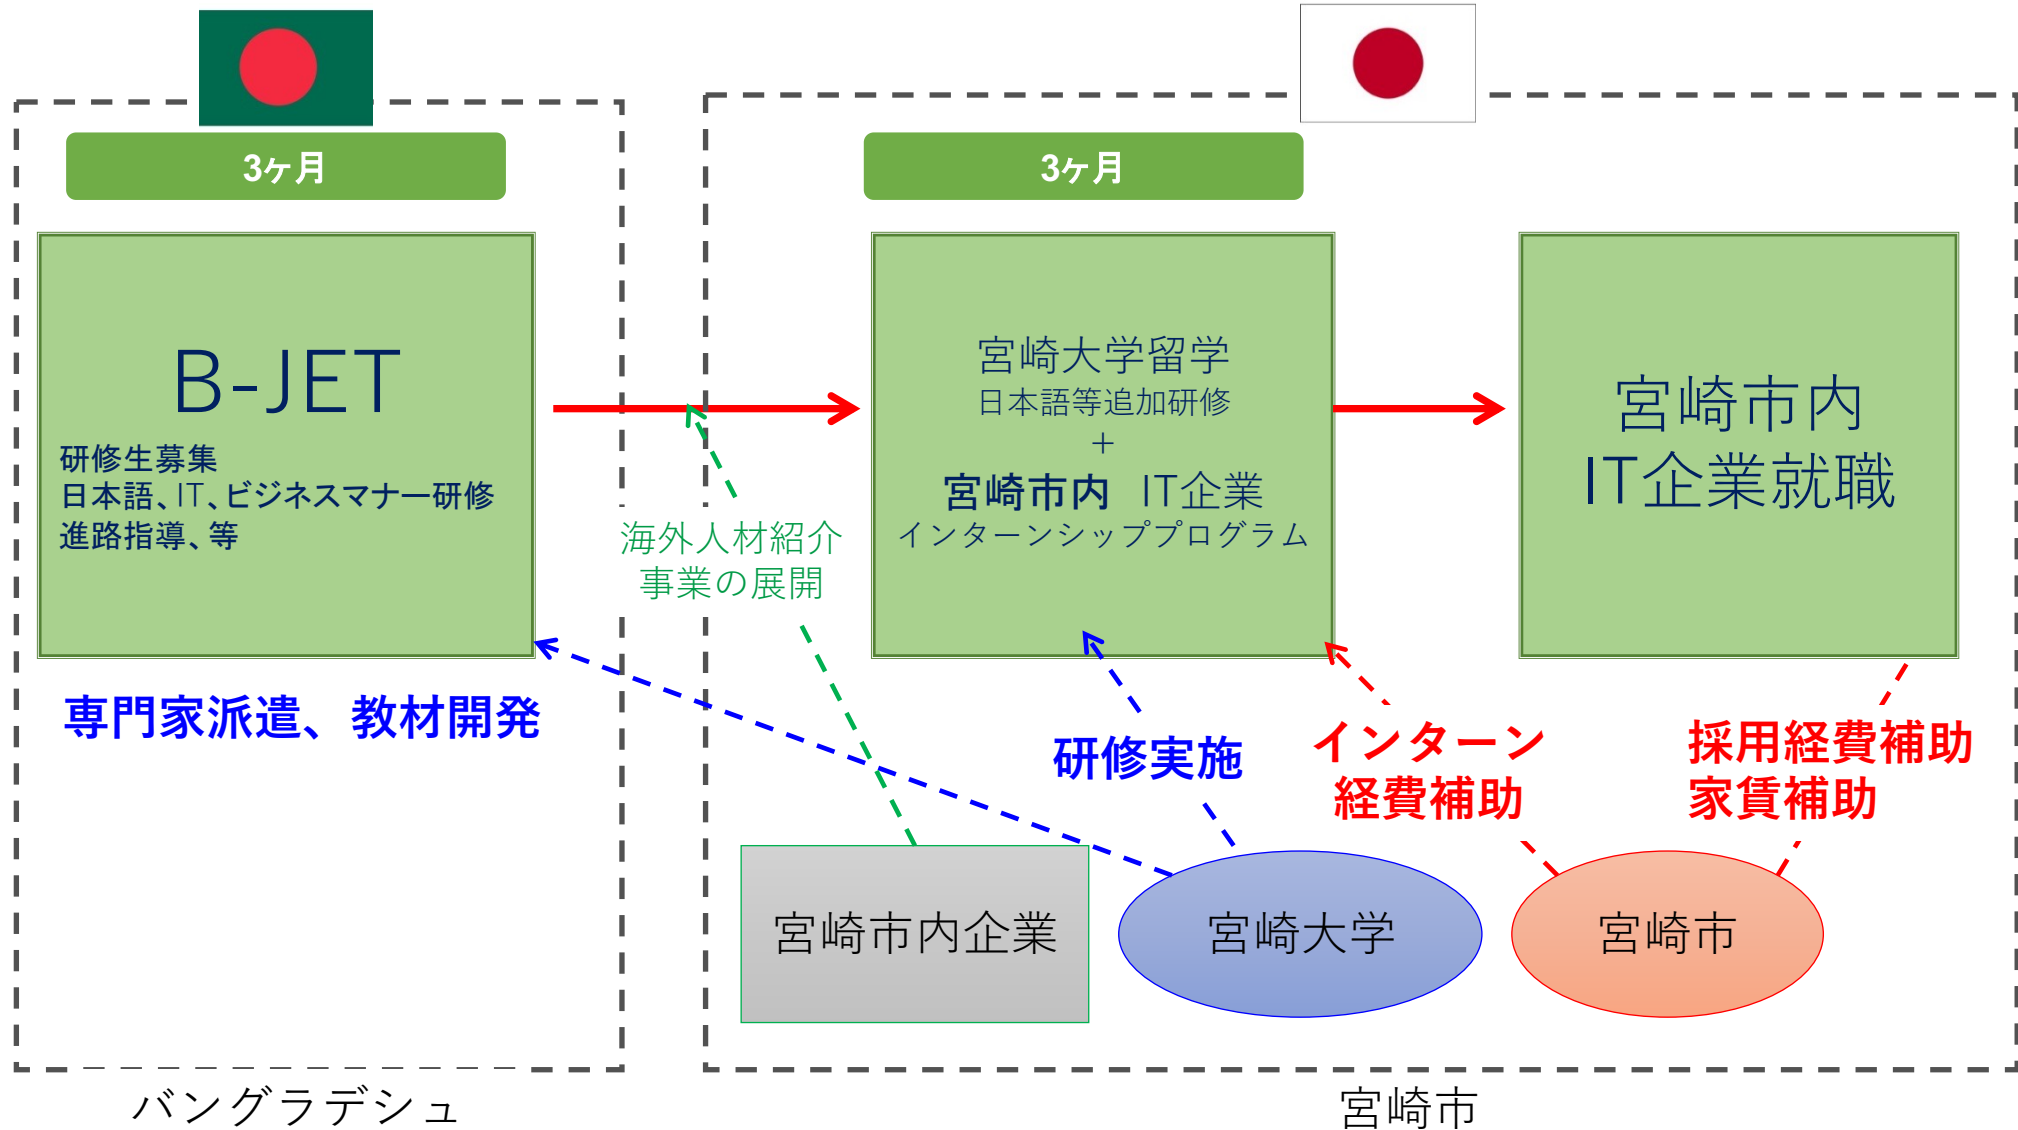 3ヶ月
3ヶ月
B-JET
研修生募集
日本語、IT、ビジネスマナー研修
進路指導、等
宮崎大学留学
日本語等追加研修
+
宮崎市内 IT企業
インターンシッププログラム
宮崎市内
IT企業就職
海外人材紹介
事業の展開
専門家派遣、教材開発
研修実施
インターン
経費補助
採用経費補助
家賃補助
宮崎市内企業
宮崎大学
宮崎市
バングラデシュ
宮崎市